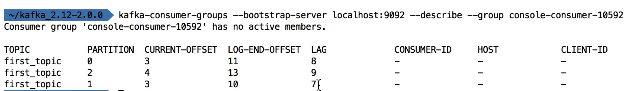 ~/kafka_2.12-2.0.0 kafka-consumer-groups --bootstrap-server localhost:9092 --describe --group console-consumer-10592
Consumer group 'console-consumer-10592' has no active members.
TOPIC PARTITION CURRENT-OFFSET LOG-END-OFFSET LAG CONSUMER-ID HOST CLIENT-ID
first_topic 0 3 11 8 - - -
first_topic 2 4 13 9 - - -
first_topic 1 3 10 7 - - -